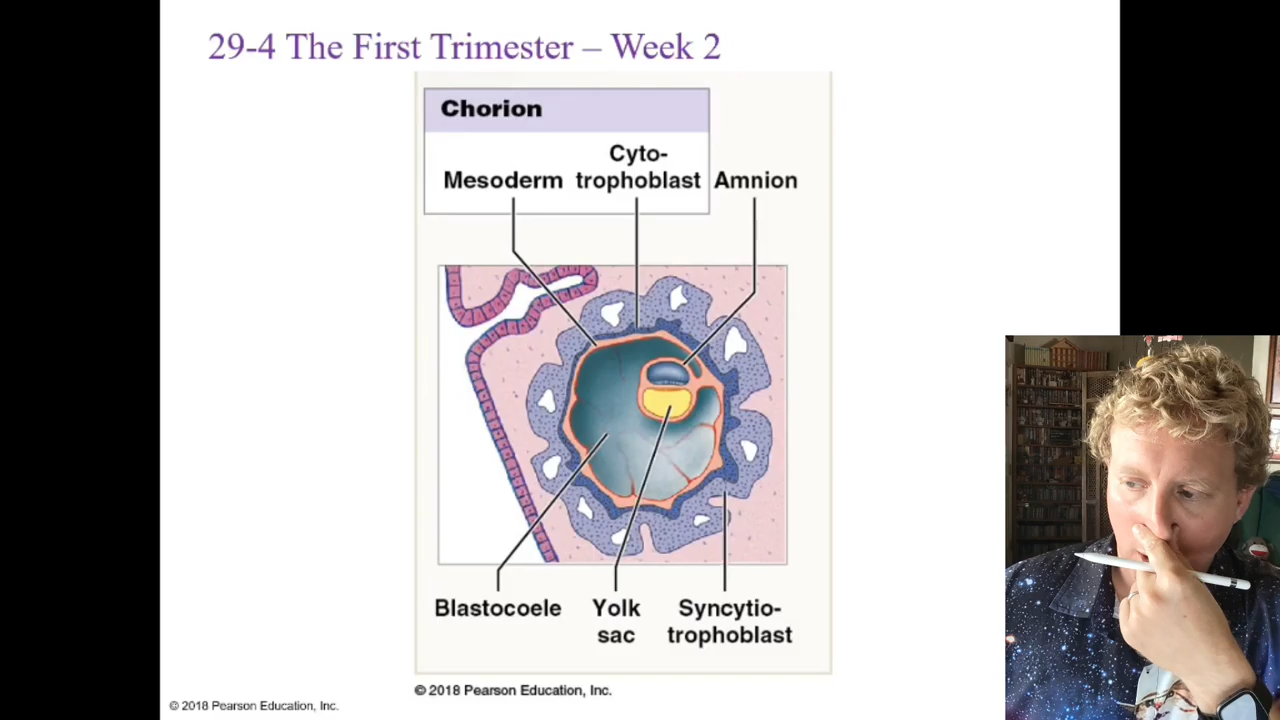 29-4 The First Trimester – Week 2
Chorion
Cyto-
Mesoderm trophoblast Amnion
Blastocoele Yolk Syncytio-
sac trophoblast
© 2018 Pearson Education, Inc.
© 2018 Pearson Education, Inc.